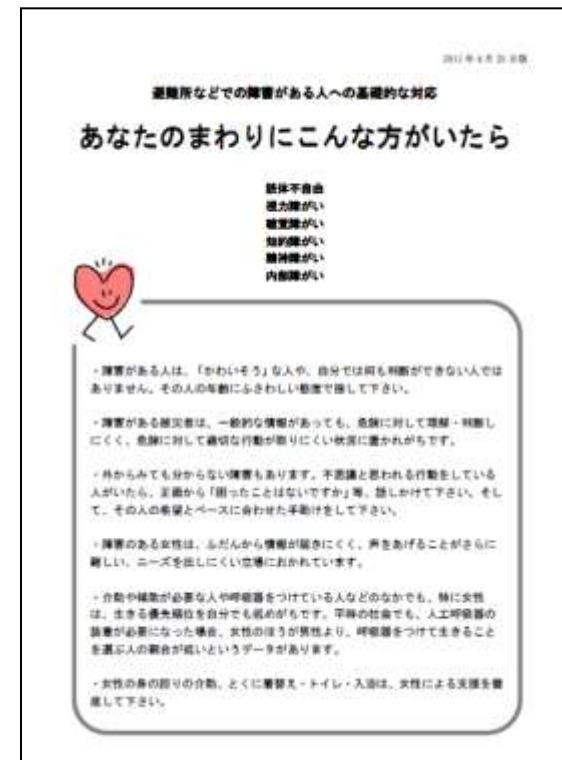 避難所などでの障害がある人への基礎的な対応
あなたのまわりにこんな方がいたら
肢体不自由
視力障がい
聴覚障がい
知的障がい
精神障がい
内部障がい
・障害がある人は、「かわいそう」な人や、自分では何も判断ができない人では
ありません。その人の年齢にふさわしい態度で接して下さい。
・障害がある被災者は、一般的な情報があっても、危険に対して理解・判断し
にくく、危険に対して適切な行動が取りにくい状況に置かれがちです。
・外からみても分からない障害もあります。不思議と思われる行動をしている
人がいたら、正面から「困ったことはないですか」等、話しかけて下さい。そし
て、その人の希望とペースに合わせた手助けをして下さい。
・障害のある女性は、ふだんから情報が届きにくく、声をあげることがさらに
難しい、ニーズを出しにくい立場におかれています。
・介助や補助が必要な人や呼吸器をつけている人などのなかでも、特に女性
は、生きる優先順位を自分でも低めがちです。平時の社会でも、人工呼吸器の
装着が必要になった場合、女性のほうが男性より、呼吸器をつけて生きること
を選ぶ人の割合が低いというデータがあります。
・女性の身の回りの介助、とくに着替え・トイレ・入浴は、女性による支援を徹
底して下さい。